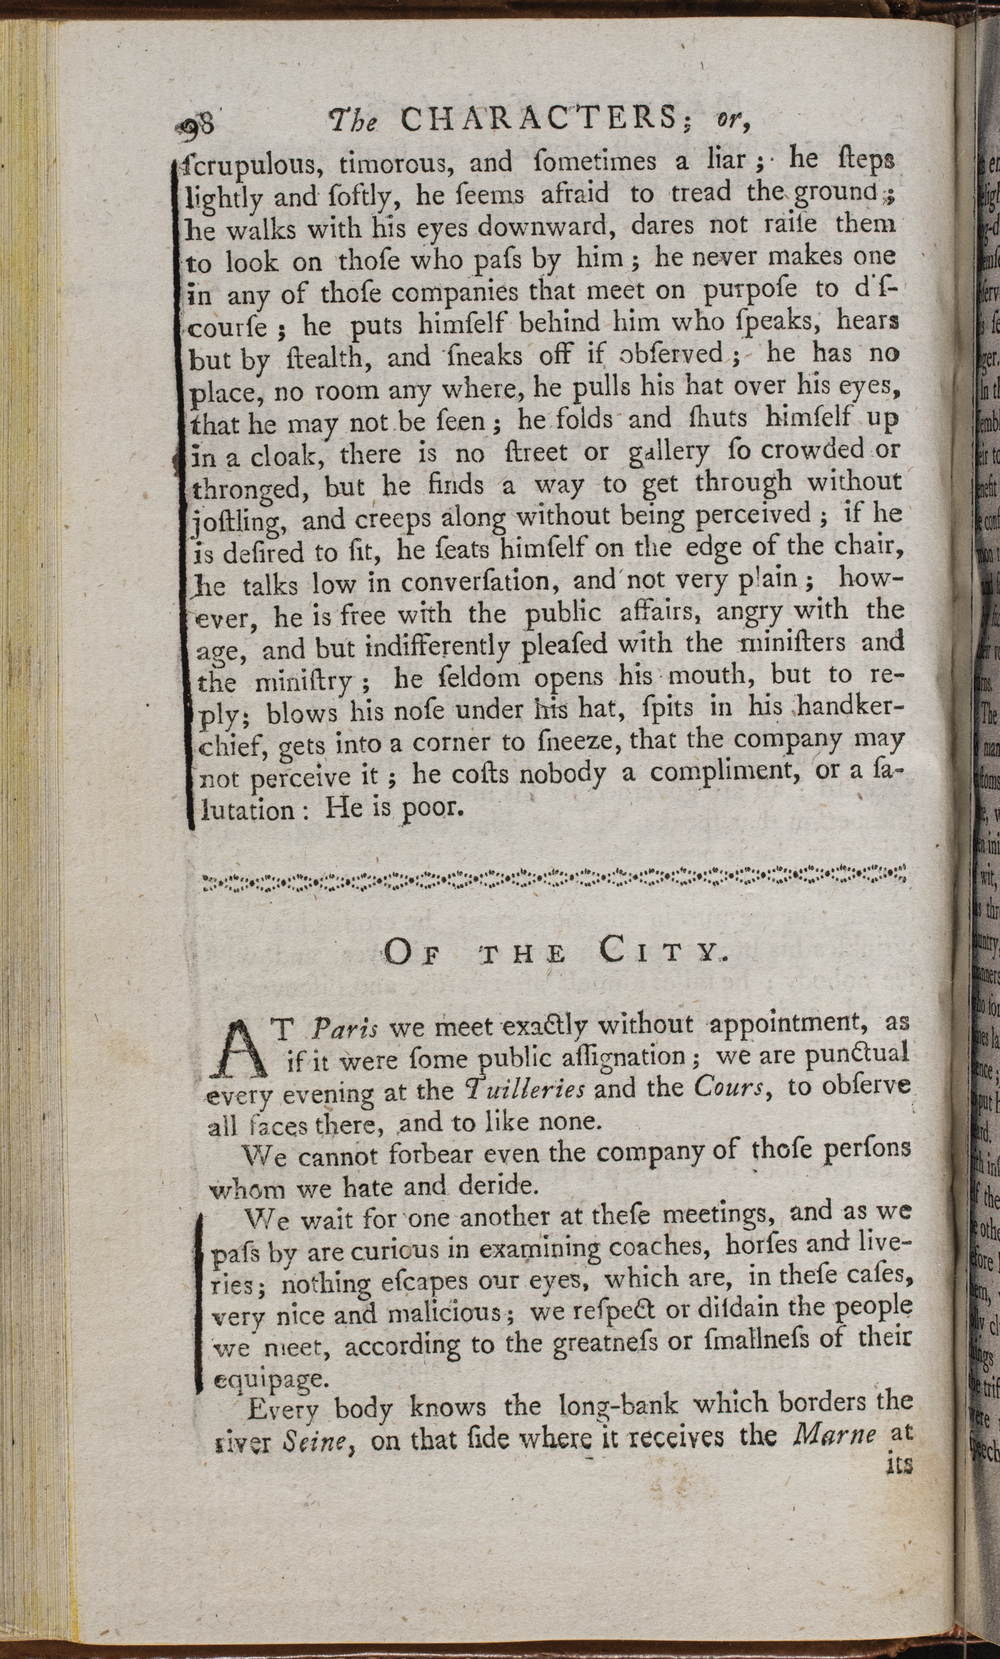 98 The CHARACTERS; or,
ſcrupulous, timorous, and ſometimes a liar; he ſteps
lightly and ſoftly, he ſeems afraid to tread the ground;
he walks with his eyes downward, dares not raiſe them
to look on thoſe who paſs by him; he never makes one
in any of thoſe companies that meet on purpoſe to diſ-
courſe; he puts himſelf behind him who ſpeaks, hears
but by ſtealth, and ſneaks off if obſerved; he has no
place, no room any where, he pulls his hat over his eyes,
that he may not be ſeen; he folds and ſhuts himſelf up
in a cloak, there is no ſtreet or gallery ſo crowded or
thronged, but he finds a way to get through without
joſtling, and creeps along without being perceived; if he
is deſired to ſit, he ſeats himſelf on the edge of the chair,
he talks low in converſation, and not very plain; how-
ever, he is free with the public affairs, angry with the
age, and but indifferently pleaſed with the miniſters and
the miniſtry; he ſeldom opens his mouth, but to re-
ply; blows his noſe under his hat, ſpits in his handker-
chief, gets into a corner to ſneeze, that the company may
not perceive it; he coſts nobody a compliment, or a ſa-
lutation: He is poor.
OF THE CITY.
AT Paris we meet exactly without appointment, as
if it were ſome public aſſignation; we are punctual
every evening at the Tuilleries and the Cours, to obſerve
all faces there, and to like none.
We cannot forbear even the company of thoſe perſons
whom we hate and deride.
We wait for one another at theſe meetings, and as we
paſs by are curious in examining coaches, horſes and live-
ries; nothing eſcapes our eyes, which are, in theſe caſes,
very nice and malicious; we reſpect or diſdain the people
we meet, according to the greatneſs or ſmallneſs of their
equipage.
Every body knows the long-bank which borders the
river Seine, on that ſide where it receives the Marne at
its